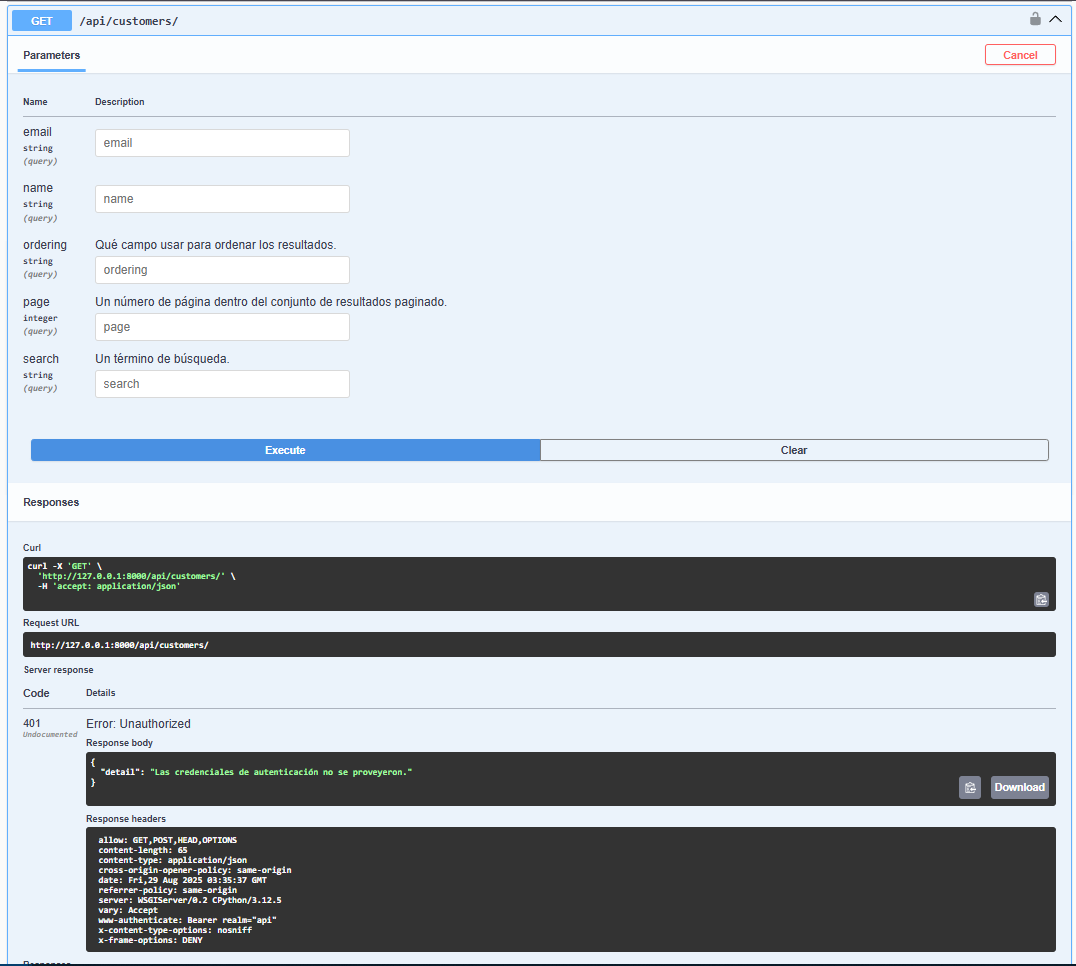 GET /api/customers/
Parameters
Cancel
Name Description
email
string
(query)
email
name
string
(query)
name
ordering
string
(query)
Qué campo usar para ordenar los resultados.
ordering
page
integer
(query)
Un número de página dentro del conjunto de resultados paginado.
page
search
string
(query)
Un término de búsqueda.
search
Execute Clear
Responses
Curl
curl -X 'GET' \
'http://127.0.0.1:8000/api/customers/' \
-H 'accept: application/json'
Request URL
http://127.0.0.1:8000/api/customers/
Server response
Code Details
401
Undocumented
Error: Unauthorized
Response body
{
"detail": "Las credenciales de autenticación no se proveyeron."
}
Download
Response headers
allow: GET,POST,HEAD,OPTIONS
content-length: 65
content-type: application/json
cross-origin-opener-policy: same-origin
date: Fri,29 Aug 2025 03:35:37 GMT
referrer-policy: same-origin
server: WSGIServer/0.2 CPython/3.12.5
vary: Accept
www-authenticate: Bearer realm="api"
x-content-type-options: nosniff
x-frame-options: DENY
Responses